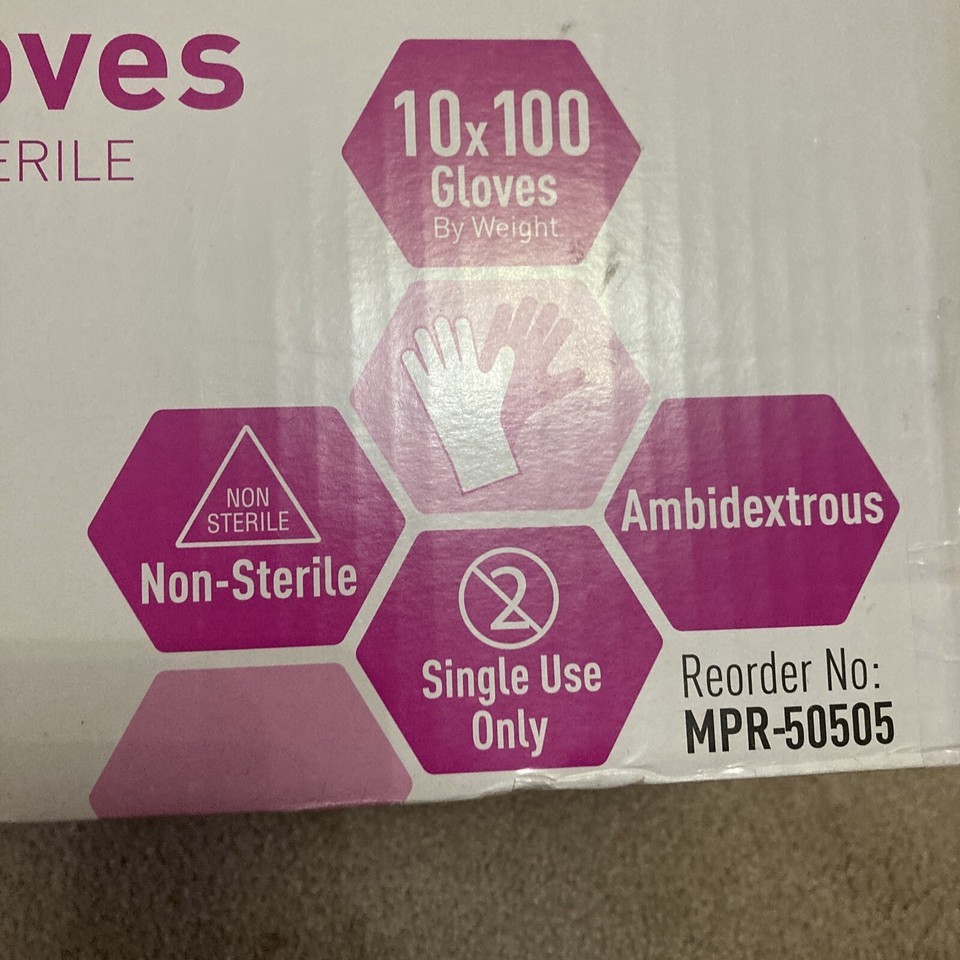 oves
ERILE
10x100
Gloves
By Weight
NON
STERILE
Non-Sterile
Ambidextrous
2
Single Use
Only
Reorder No:
MPR-50505